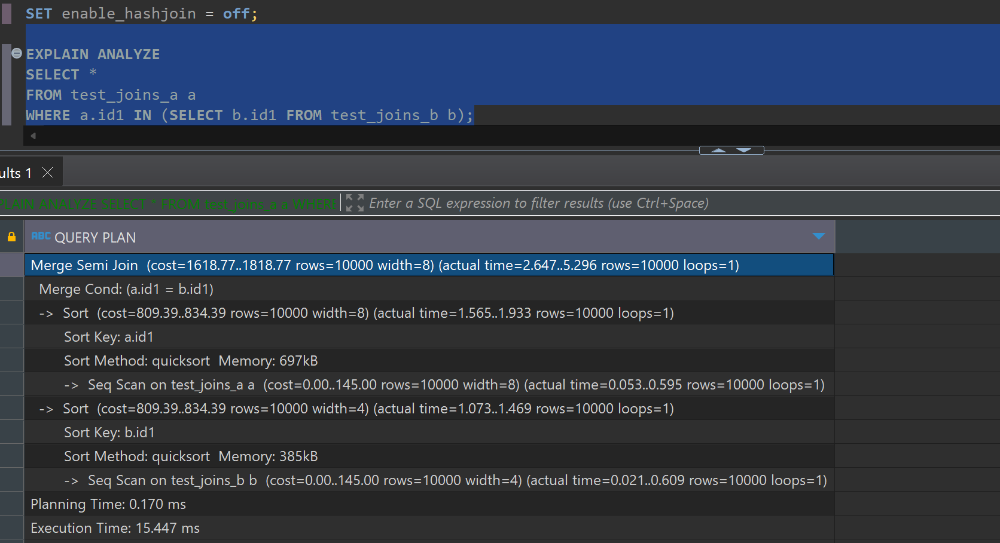 SET enable_hashjoin = off;
EXPLAIN ANALYZE
SELECT *
FROM test_joins_a a
WHERE a.id1 IN (SELECT b.id1 FROM test_joins_b b);
ults 1
PLAIN ANALYZE SELECT * FROM test_joins_a a WHERE
Enter a SQL expression to filter results (use Ctrl+Space)
ABC QUERY PLAN
Merge Semi Join (cost=1618.77..1818.77 rows=10000 width=8) (actual time=2.647..5.296 rows=10000 loops=1)
Merge Cond: (a.id1 = b.id1)
-> Sort (cost=809.39..834.39 rows=10000 width=8) (actual time=1.565..1.933 rows=10000 loops=1)
Sort Key: a.id1
Sort Method: quicksort Memory: 697kB
-> Seq Scan on test_joins_a a (cost=0.00..145.00 rows=10000 width=8) (actual time=0.053..0.595 rows=10000 loops=1)
-> Sort (cost=809.39..834.39 rows=10000 width=4) (actual time=1.073..1.469 rows=10000 loops=1)
Sort Key: b.id1
Sort Method: quicksort Memory: 385kB
-> Seq Scan on test_joins_b b (cost=0.00..145.00 rows=10000 width=4) (actual time=0.021..0.609 rows=10000 loops=1)
Planning Time: 0.170 ms
Execution Time: 15.447 ms